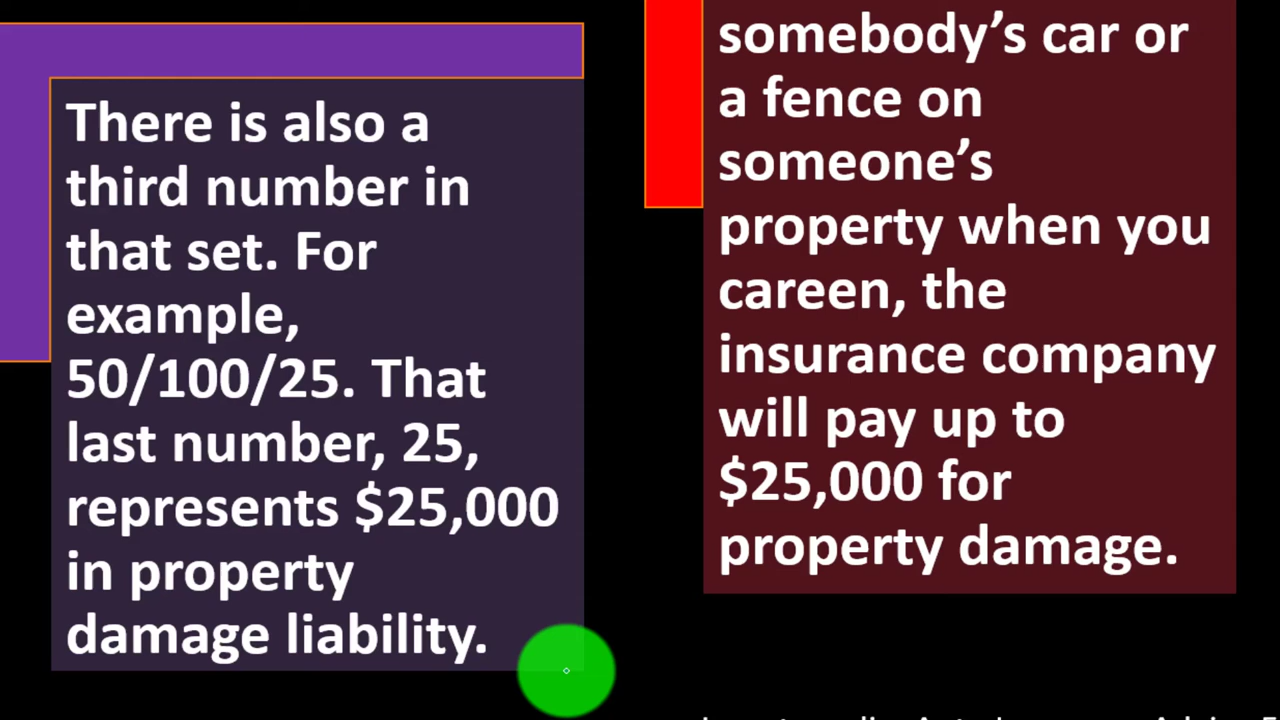 There is also a
third number in
that set. For
example,
50/100/25. That
last number, 25,
represents $25,000
in property
damage liability.
somebody’s car or
a fence on
someone’s
property when you
careen, the
insurance company
will pay up to
$25,000 for
property damage.